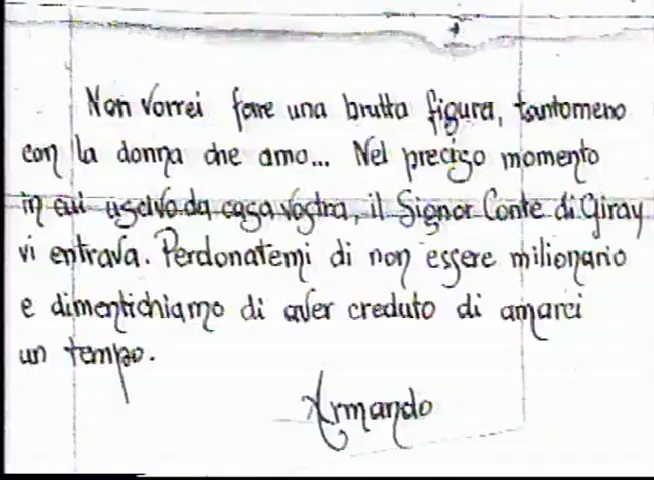 Non vorrei fare una brutta figura, tantomeno
con la donna che amo... Nel preciso momento
in cui uscivo da casa vostra, il Signor Conte di Giray
vi entrava. Perdonatemi di non essere milionario
e dimentichiamo di aver creduto di amarci
un tempo.
Armando